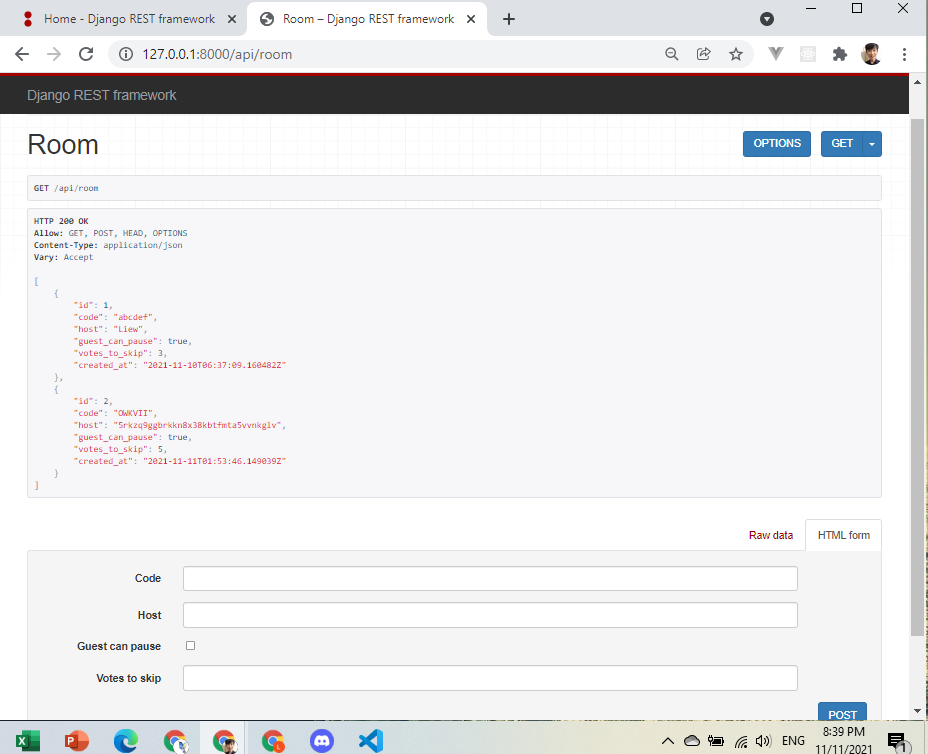 Home - Django REST framework
Room – Django REST framework
127.0.0.1:8000/api/room
Django REST framework
Room
OPTIONS
GET
GET /api/room
HTTP 200 OK
Allow: GET, POST, HEAD, OPTIONS
Content-Type: application/json
Vary: Accept
[
{
"id": 1,
"code": "abcdef",
"host": "Liew",
"guest_can_pause": true,
"votes_to_skip": 3,
"created_at": "2021-11-10T06:37:09.160482Z"
},
{
"id": 2,
"code": "OWKVII",
"host": "5rkzq9ggbrkkn8x38kbtfmta5vvnkglv",
"guest_can_pause": true,
"votes_to_skip": 5,
"created_at": "2021-11-11T01:53:46.149039Z"
}
]
Raw data
HTML form
Code
Host
Guest can pause
Votes to skip
POST
ENG
8:39 PM
11/11/2021
1